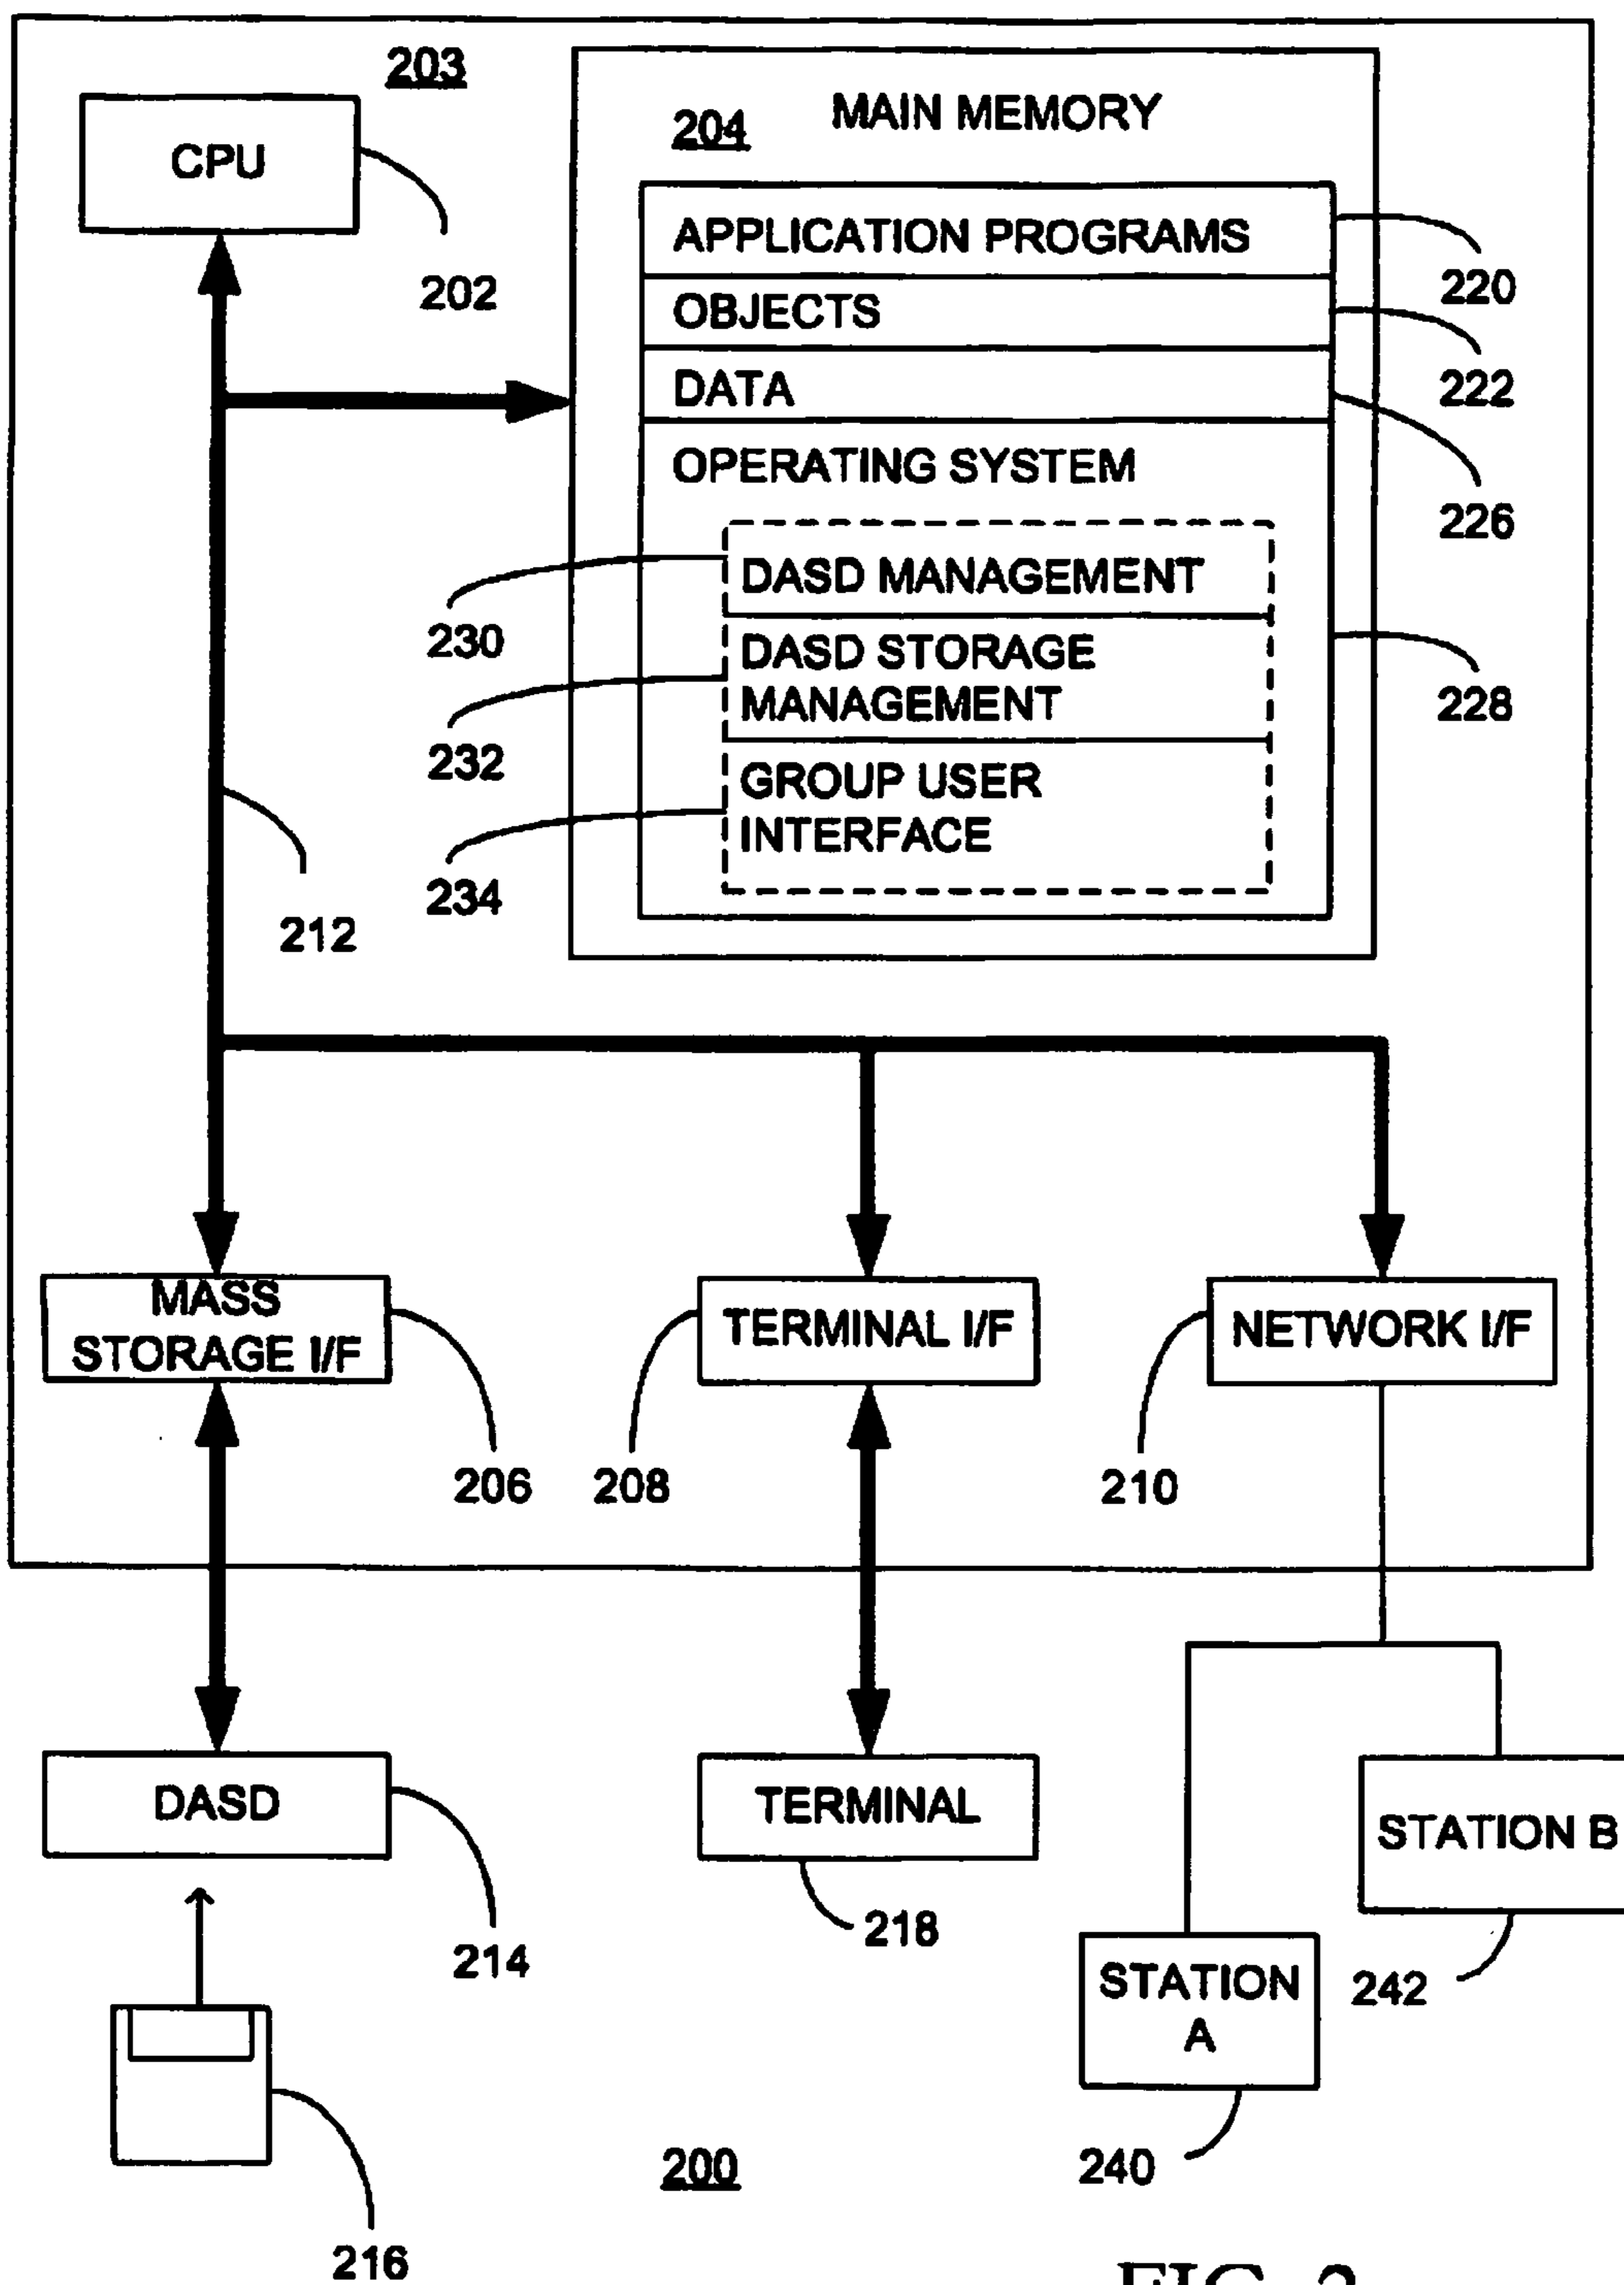 203
CPU
202
204
MAIN MEMORY
APPLICATION PROGRAMS
220
OBJECTS
222
DATA
226
OPERATING SYSTEM
DASD MANAGEMENT
230
DASD STORAGE
MANAGEMENT
232
228
GROUP USER
INTERFACE
234
212
MASS
STORAGE I/F
206
TERMINAL I/F
208
NETWORK I/F
210
DASD
214
TERMINAL
218
STATION B
242
STATION
A
240
216
200
FIG. 2